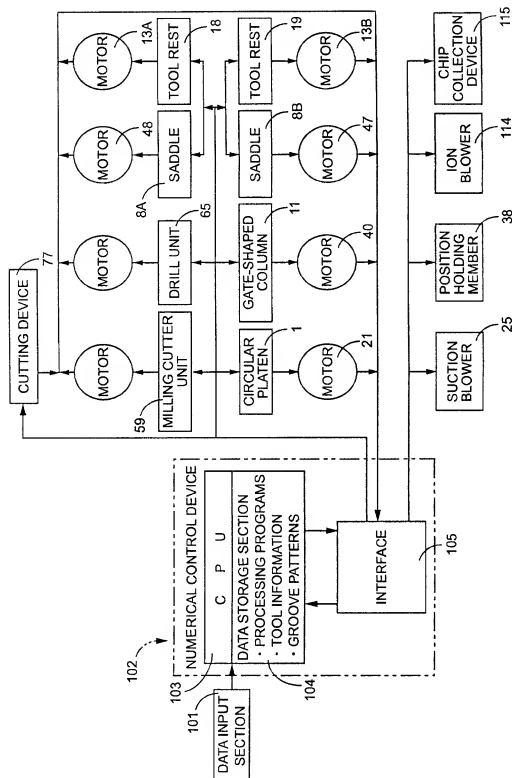 CUTTING DEVICE
77
MOTOR
MOTOR
MOTOR
48
MOTOR
13A
MILLING CUTTER
UNIT
59
DRILL UNIT
65
SADDLE
8A
TOOL REST
18
CIRCULAR
PLATEN
1
GATE-SHAPED
COLUMN
11
SADDLE
8B
TOOL REST
19
MOTOR
21
MOTOR
40
MOTOR
47
MOTOR
13B
102
NUMERICAL CONTROL DEVICE
103
C P U
DATA STORAGE SECTION
· PROCESSING PROGRAMS
· TOOL INFORMATION
· GROOVE PATTERNS
104
101
DATA INPUT
SECTION
INTERFACE
105
SUCTION
BLOWER
25
POSITION
HOLDING
MEMBER
38
ION
BLOWER
114
CHIP
COLLECTION
DEVICE
115